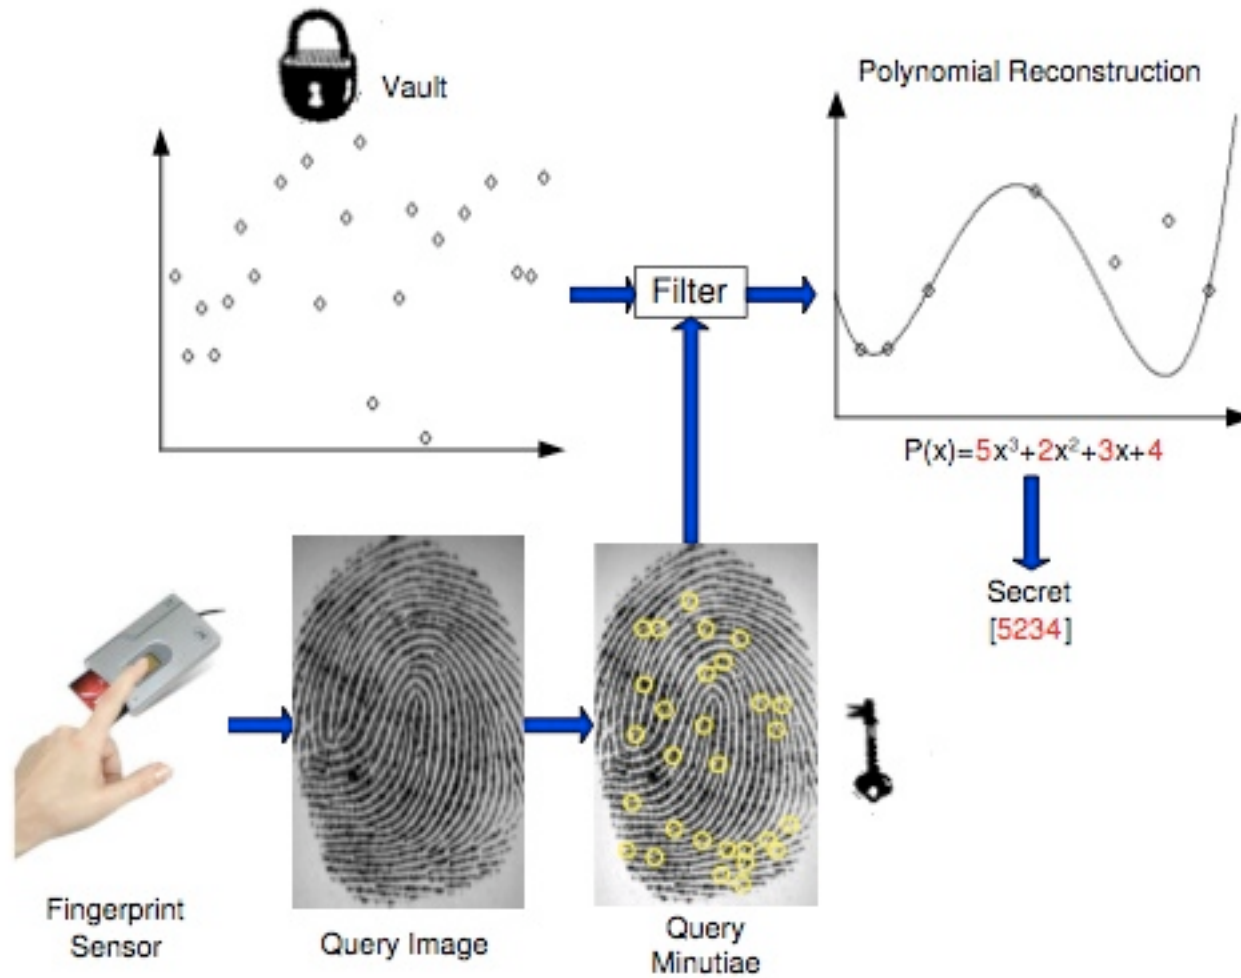 Vault
Polynomial Reconstruction
Filter
P(x)=5x³+2x²+3x+4
Secret
[5234]
Fingerprint
Sensor
Query Image
Query
Minutiae